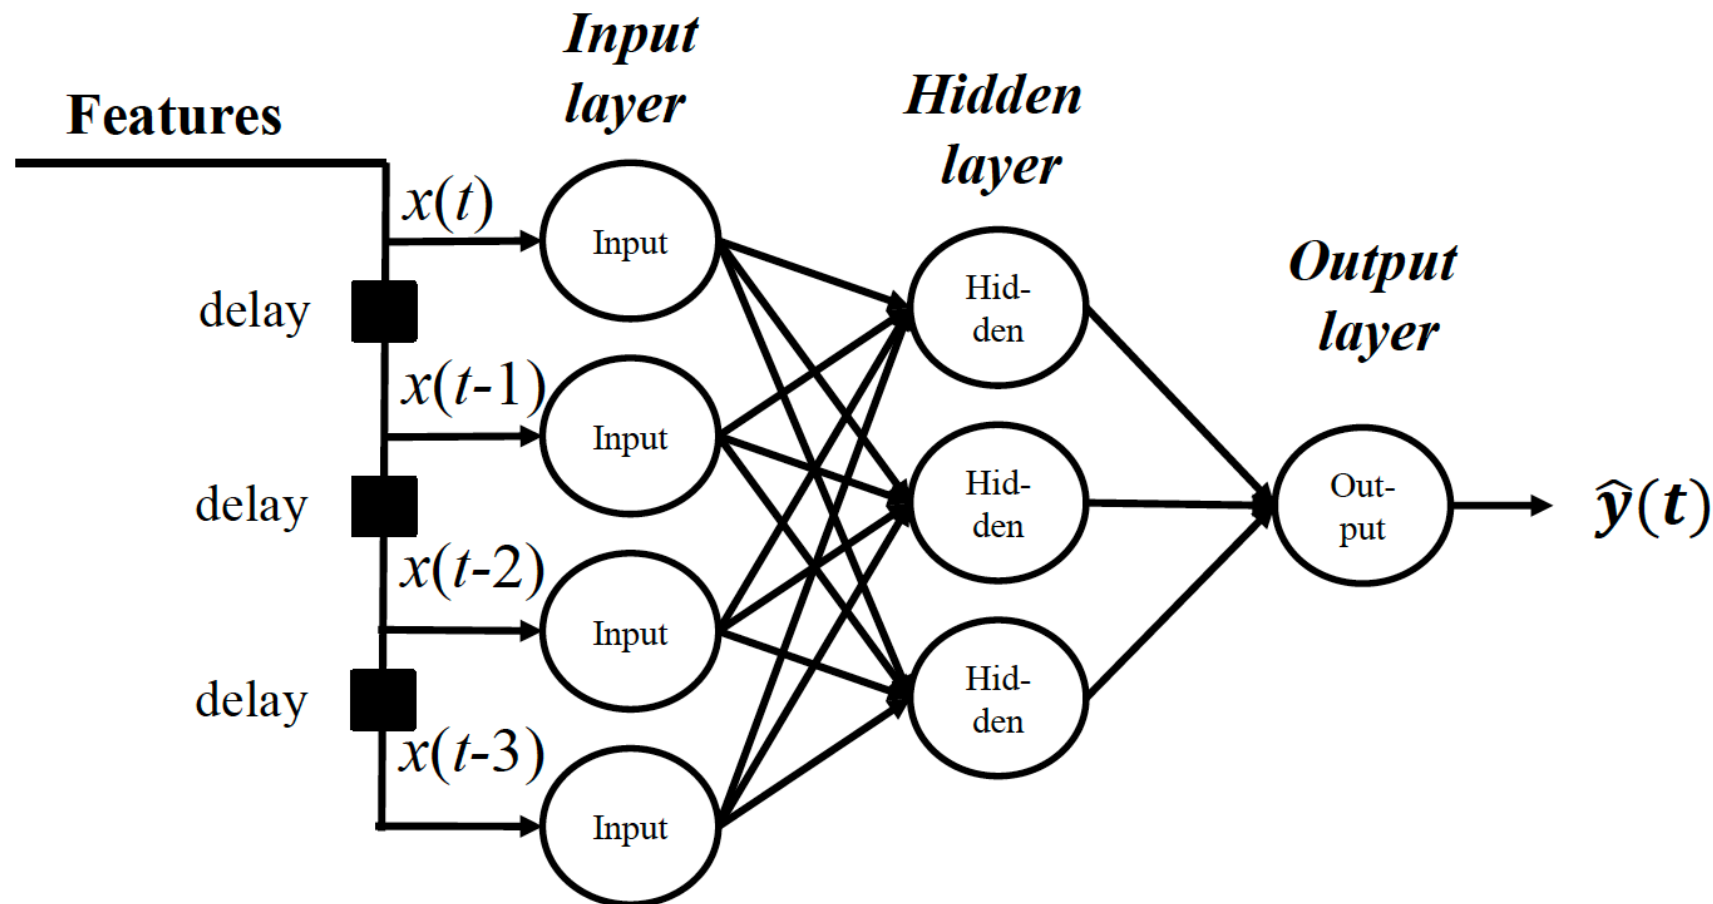 Input
layer
Features
Hidden
layer
Output
layer
x(t)
delay
x(t-1)
delay
x(t-2)
delay
x(t-3)
Input
Input
Input
Input
Hid-
den
Hid-
den
Hid-
den
Out-
put
ŷ(t)